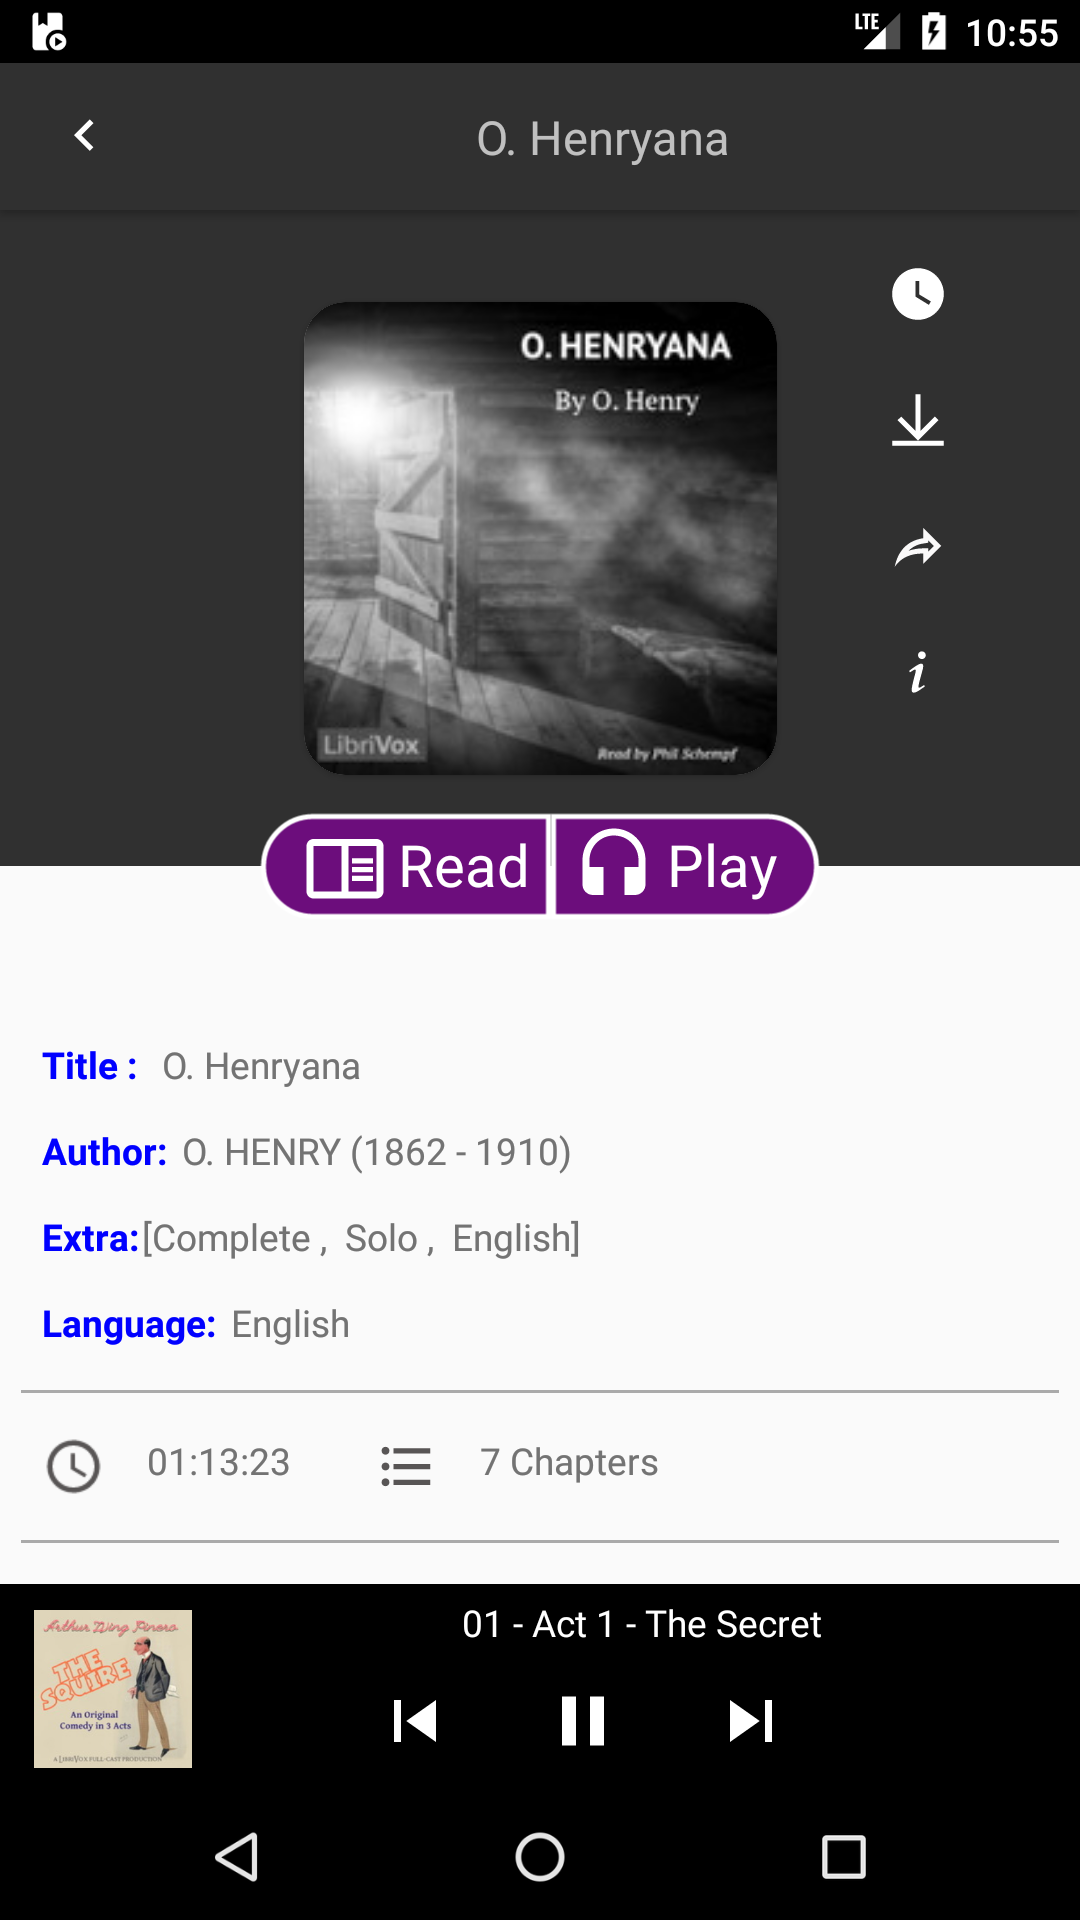 LTE 10:55
O. Henryana
O. HENRYANA
By O. Henry
LibriVox
Read by Phil Schempf
Read Play
Title : O. Henryana
Author: O. HENRY (1862 - 1910)
Extra:[Complete , Solo , English]
Language: English
01:13:23 7 Chapters
01 - Act 1 - The Secret
Arthur Wing Pinero
THE
SQUIRE
An Original
Comedy in 3 Acts
A LIBRIVOX FULL-CAST PRODUCTION